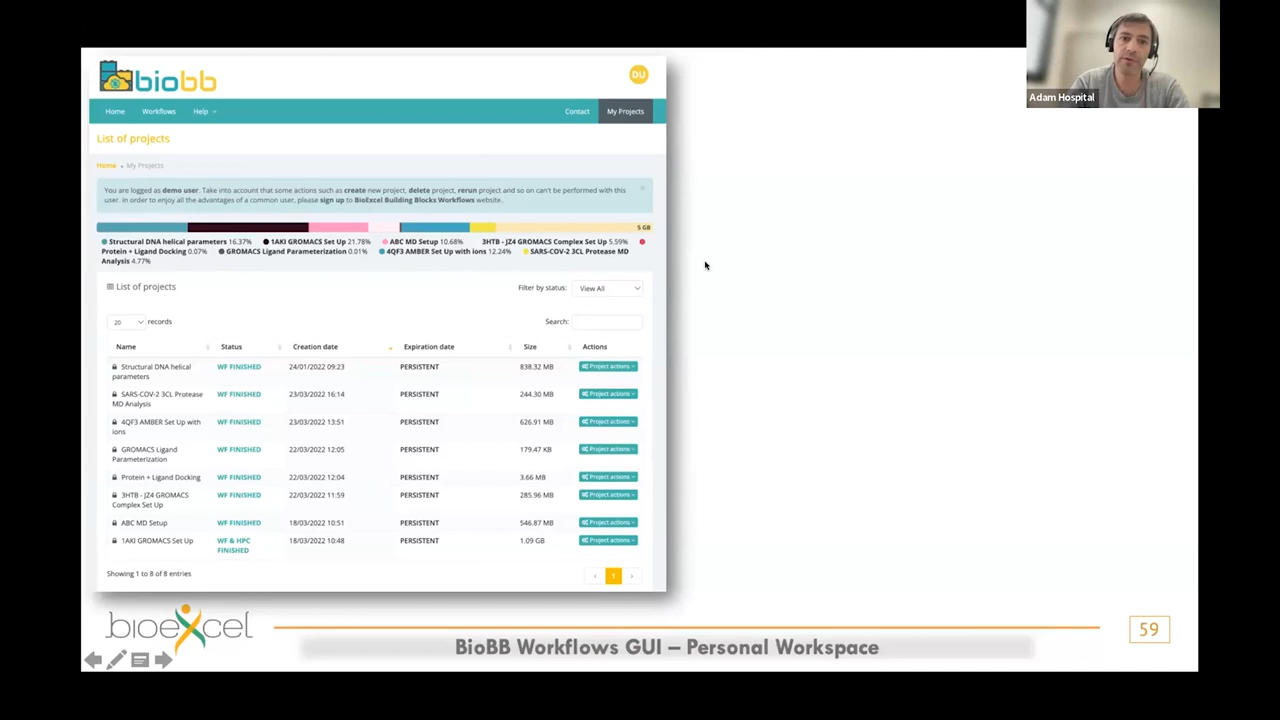 Adam Hospital
biobb
DU
Home Workflows Help Contact My Projects
List of projects
Home • My Projects
You are logged as demo user. Take into account that some actions such as create new project, delete project, rerun project and so on can't be performed with this
user. In order to enjoy all the advantages of a common user, please sign up to BioExcel Building Blocks Workflows website.
5 GB
Structural DNA helical parameters 16.37% 1AKI GROMACS Set Up 21.78% ABC MD Setup 10.68% 3HTB - JZ4 GROMACS Complex Set Up 5.59%
Protein + Ligand Docking 0.07% GROMACS Ligand Parameterization 0.01% 4QF3 AMBER Set Up with ions 12.24% SARS-COV-2 3CL Protease MD
Analysis 4.77%
List of projects Filter by status: View All
20 records Search:
Name Status Creation date Expiration date Size Actions
Structural DNA helical WF FINISHED 24/01/2022 09:23 PERSISTENT 838.32 MB Project actions
parameters
SARS-COV-2 3CL Protease WF FINISHED 23/03/2022 16:14 PERSISTENT 244.30 MB Project actions
MD Analysis
4QF3 AMBER Set Up with WF FINISHED 23/03/2022 13:51 PERSISTENT 626.91 MB Project actions
ions
GROMACS Ligand WF FINISHED 22/03/2022 12:05 PERSISTENT 179.47 KB Project actions
Parameterization
Protein + Ligand Docking WF FINISHED 22/03/2022 12:04 PERSISTENT 3.66 MB Project actions
3HTB - JZ4 GROMACS WF FINISHED 22/03/2022 11:59 PERSISTENT 285.96 MB Project actions
Complex Set Up
ABC MD Setup WF FINISHED 18/03/2022 10:51 PERSISTENT 546.87 MB Project actions
1AKI GROMACS Set Up WF & HPC 18/03/2022 10:48 PERSISTENT 1.09 GB Project actions
FINISHED
Showing 1 to 8 of 8 entries ‹ 1 ›
bioexcel
BioBB Workflows GUI – Personal Workspace
59